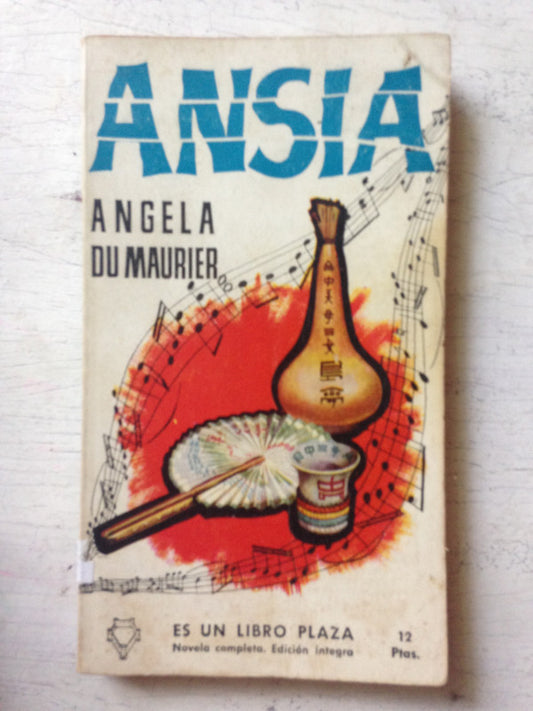 ANSIA
ANGELA
DU MAURIER
ES UN LIBRO PLAZA
Novela completa. Edición íntegra
12
Ptas.